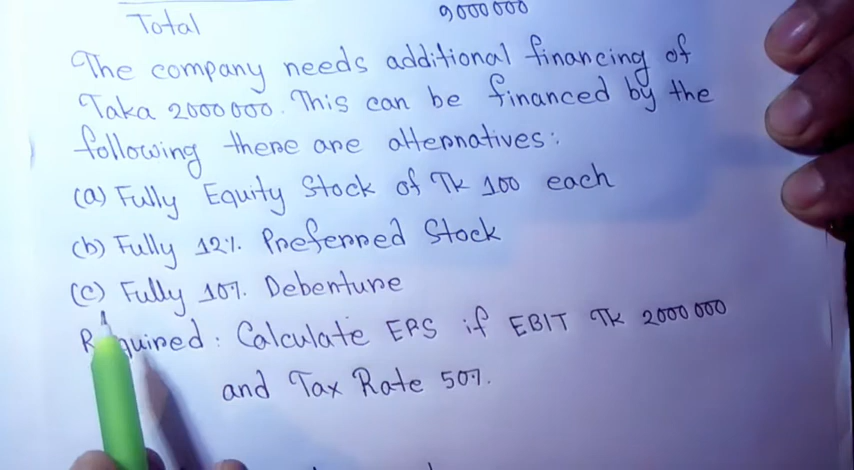 Total 9000000
The company needs additional financing of
Taka 2000000. This can be financed by the
following there are alternatives:
(a) Fully Equity Stock of Tk 100 each
(b) Fully 12% Preferred Stock
(c) Fully 10% Debenture
Required: Calculate EPS if EBIT Tk 2000000
and Tax Rate 50%.